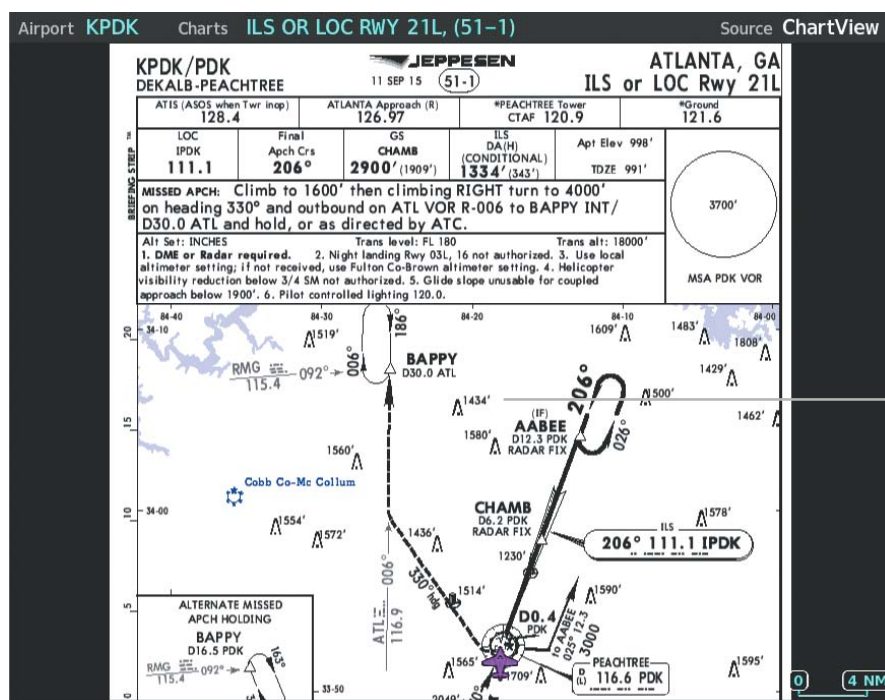 Airport KPDK Charts ILS OR LOC RWY 21L, (51-1) Source ChartView
KPDK/PDK
DEKALB-PEACHTREE
JEPPESEN
11 SEP 15 51-1
ATLANTA, GA
ILS or LOC Rwy 21L
ATIS (ASOS when Twr inop)
128.4
ATLANTA Approach (R)
126.97
*PEACHTREE Tower
CTAF 120.9
*Ground
121.6
BRIEFING STRIP TM
LOC
IPDK
111.1
Final
Apch Crs
206°
GS
CHAMB
2900' (1909')
ILS
DA(H)
(CONDITIONAL)
1334' (343')
Apt Elev 998'
TDZE 991'
MISSED APCH: Climb to 1600' then climbing RIGHT turn to 4000'
on heading 330° and outbound on ATL VOR R-006 to BAPPY INT/
D30.0 ATL and hold, or as directed by ATC.
Alt Set: INCHES Trans level: FL 180 Trans alt: 18000'
1. DME or Radar required. 2. Night landing Rwy 03L, 16 not authorized. 3. Use local
altimeter setting; if not received, use Fulton Co-Brown altimeter setting. 4. Helicopter
visibility reduction below 3/4 SM not authorized. 5. Glide slope unusable for coupled
approach below 1900'. 6. Pilot controlled lighting 120.0.
3700'
MSA PDK VOR
84-40 84-30 84-20 84-10 84-00
20
34-10
1519'
186°
1609'
1483'
1808'
006°
BAPPY
D30.0 ATL
RMG
115.4
092°
1429'
1434'
206°
1500'
15
(IF)
AABEE
D12.3 PDK
RADAR FIX
026°
1462'
1580'
1560'
Cobb Co-Mc Collum
CHAMB
D6.2 PDK
RADAR FIX
10
34-00
1554'
1572'
1436'
1578'
ILS
206° 111.1 IPDK
1230'
006°
330° hdg
1514'
1590'
5
ALTERNATE MISSED
APCH HOLDING
BAPPY
D16.5 PDK
RMG
115.4
092°
163°
ATL
116.9
D0.4
PDK
to AABEE
025° 12.3
3000
1565'
1709'
PEACHTREE
D
(L)
116.6 PDK
1595'
0
33-50
2049'
0 4 NM